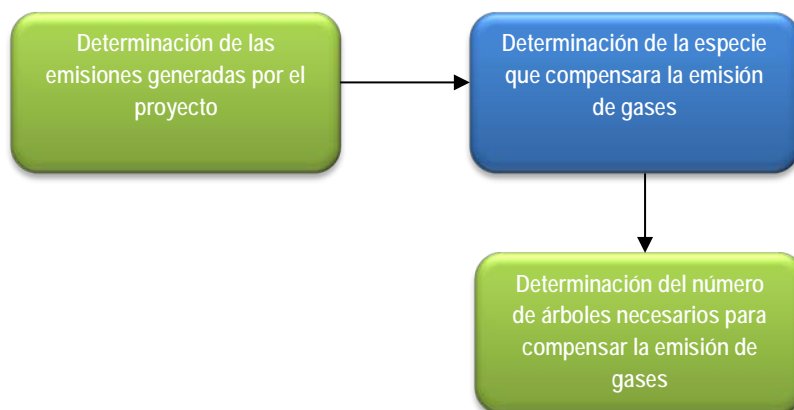 Determinación de las
emisiones generadas por el
proyecto
Determinación de la especie
que compensara la emisión
de gases
Determinación del número
de árboles necesarios para
compensar la emisión de
gases